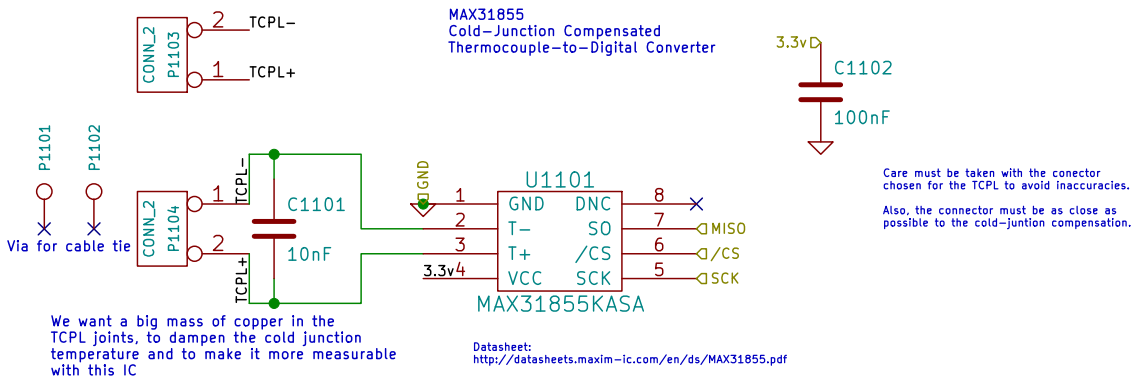 2
TCPL-
CONN_2
P1103
1
TCPL+
MAX31855
Cold-Junction Compensated
Thermocouple-to-Digital Converter
3.3v
C1102
100nF
P1101
P1102
Via for cable tie
CONN_2
P1104
1
2
TCPL-
TCPL+
C1101
10nF
GND
U1101
1
GND
DNC
8
2
T-
SO
7
MISO
3
T+
/CS
6
/CS
3.3v
4
VCC
SCK
5
SCK
MAX31855KASA
Care must be taken with the conector
chosen for the TCPL to avoid inaccuracies.
Also, the connector must be as close as
possible to the cold-juntion compensation.
We want a big mass of copper in the
TCPL joints, to dampen the cold junction
temperature and to make it more measurable
with this IC
Datasheet:
http://datasheets.maxim-ic.com/en/ds/MAX31855.pdf